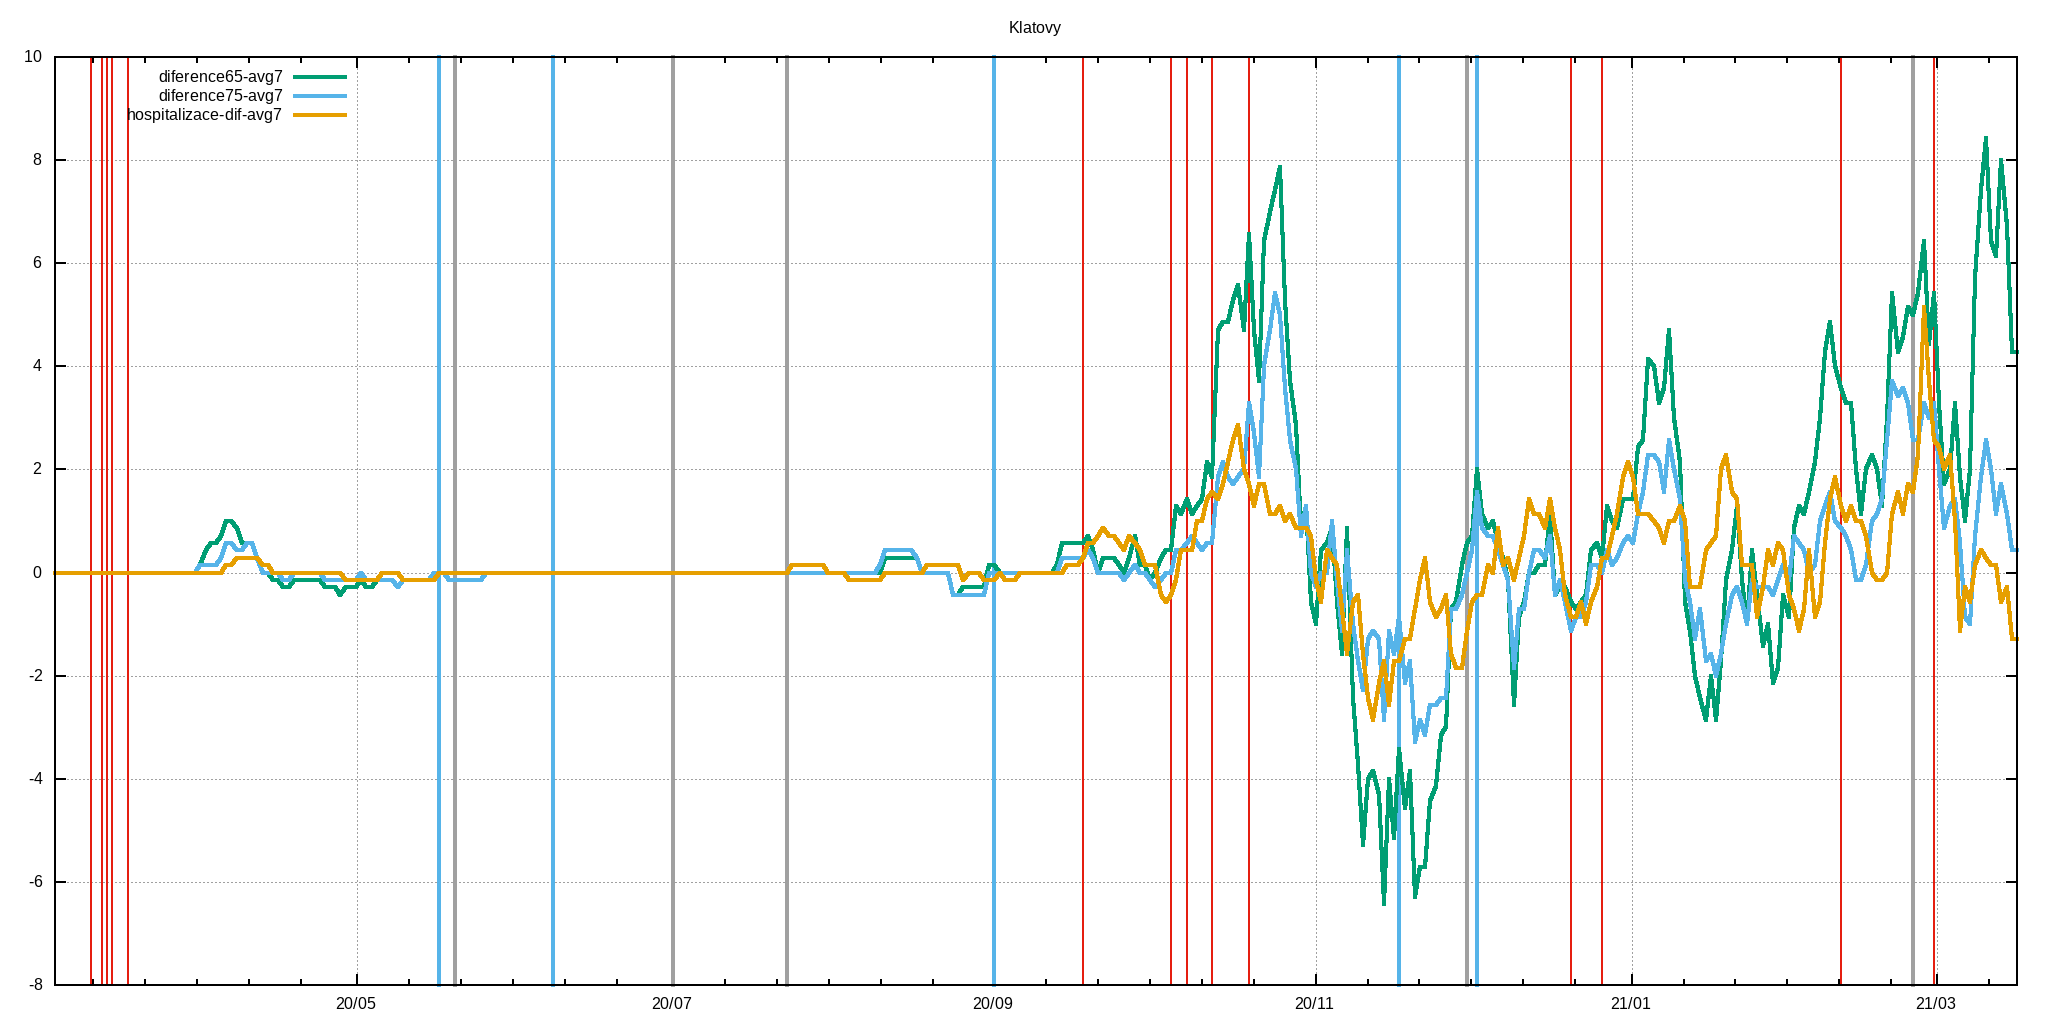 Klatovy
diference65-avg7
diference75-avg7
hospitalizace-dif-avg7
10
8
6
4
2
0
-2
-4
-6
-8
20/05 20/07 20/09 20/11 21/01 21/03